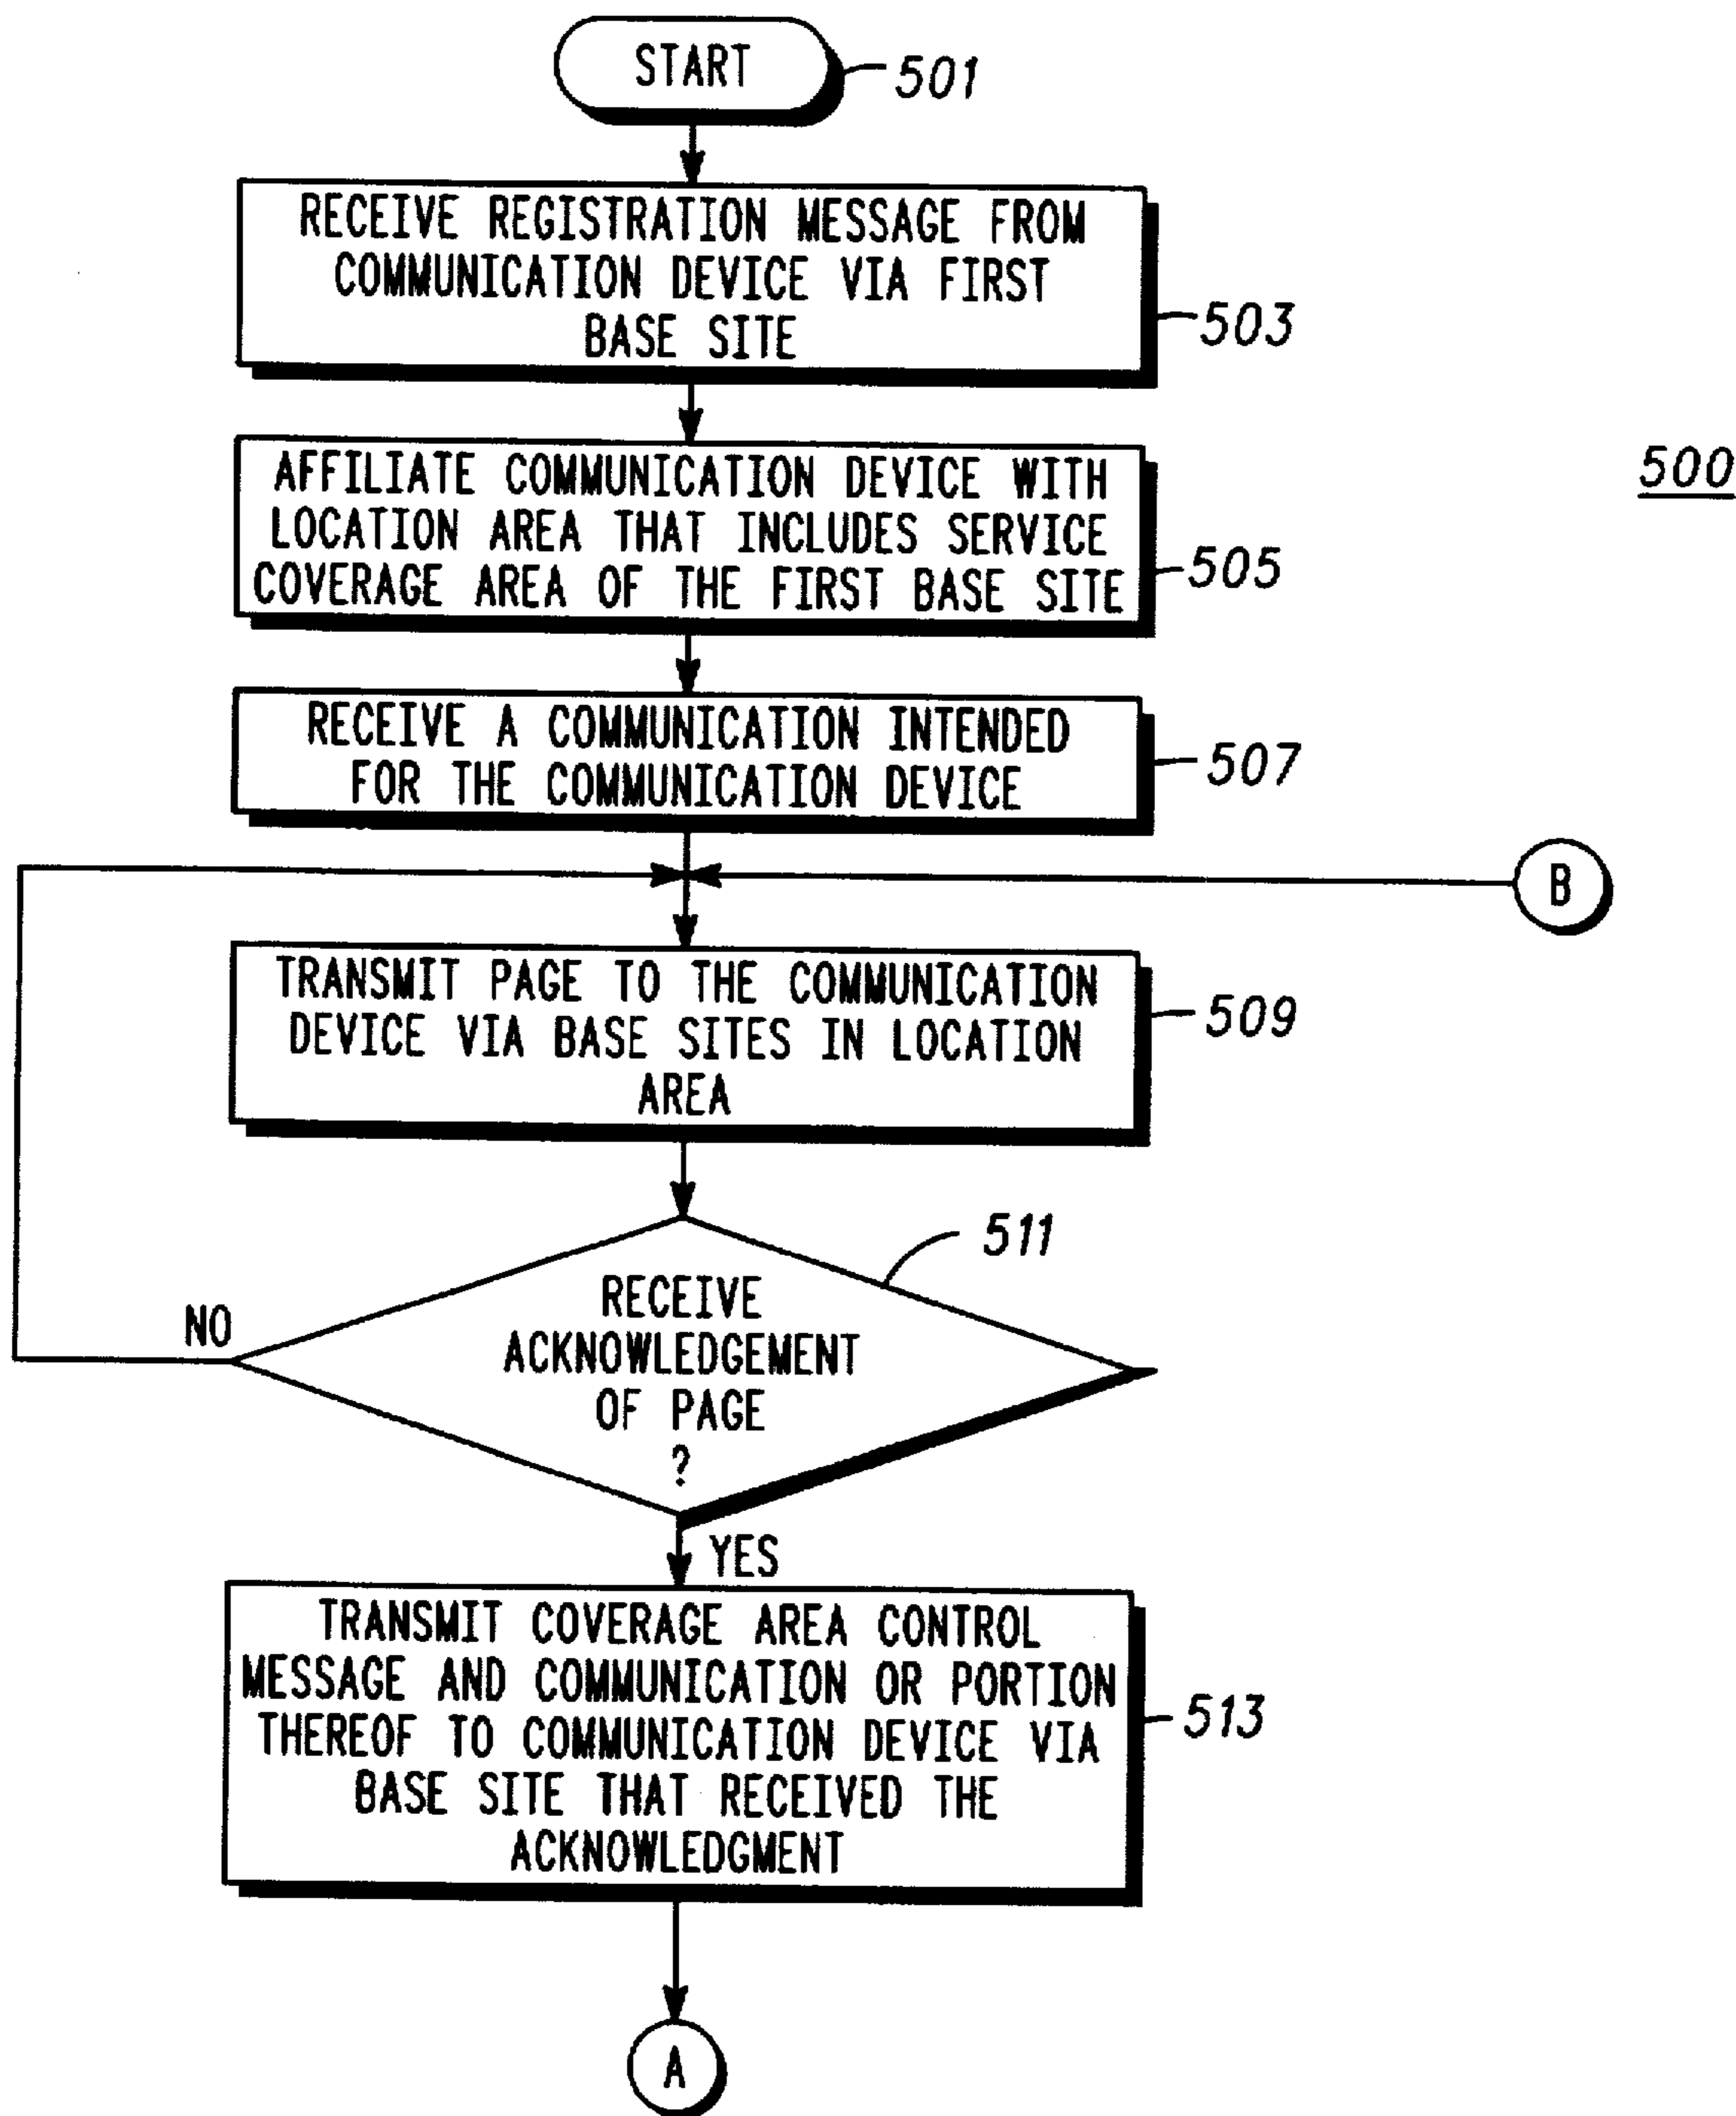 START
501
RECEIVE REGISTRATION MESSAGE FROM
COMMUNICATION DEVICE VIA FIRST
BASE SITE
503
AFFILIATE COMMUNICATION DEVICE WITH
LOCATION AREA THAT INCLUDES SERVICE
COVERAGE AREA OF THE FIRST BASE SITE
505
500
RECEIVE A COMMUNICATION INTENDED
FOR THE COMMUNICATION DEVICE
507
B
TRANSMIT PAGE TO THE COMMUNICATION
DEVICE VIA BASE SITES IN LOCATION
AREA
509
511
RECEIVE
ACKNOWLEDGEMENT
OF PAGE
?
NO
YES
TRANSMIT COVERAGE AREA CONTROL
MESSAGE AND COMMUNICATION OR PORTION
THEREOF TO COMMUNICATION DEVICE VIA
BASE SITE THAT RECEIVED THE
ACKNOWLEDGMENT
513
A